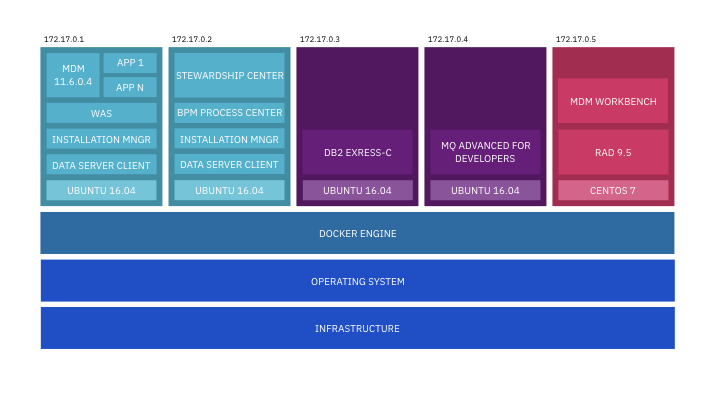 172.17.0.1
MDM
11.6.0.4
APP 1
APP N
WAS
INSTALLATION MNGR
DATA SERVER CLIENT
UBUNTU 16.04
172.17.0.2
STEWARDSHIP CENTER
BPM PROCESS CENTER
INSTALLATION MNGR
DATA SERVER CLIENT
UBUNTU 16.04
172.17.0.3
DB2 EXRESS-C
UBUNTU 16.04
172.17.0.4
MQ ADVANCED FOR
DEVELOPERS
UBUNTU 16.04
172.17.0.5
MDM WORKBENCH
RAD 9.5
CENTOS 7
DOCKER ENGINE
OPERATING SYSTEM
INFRASTRUCTURE